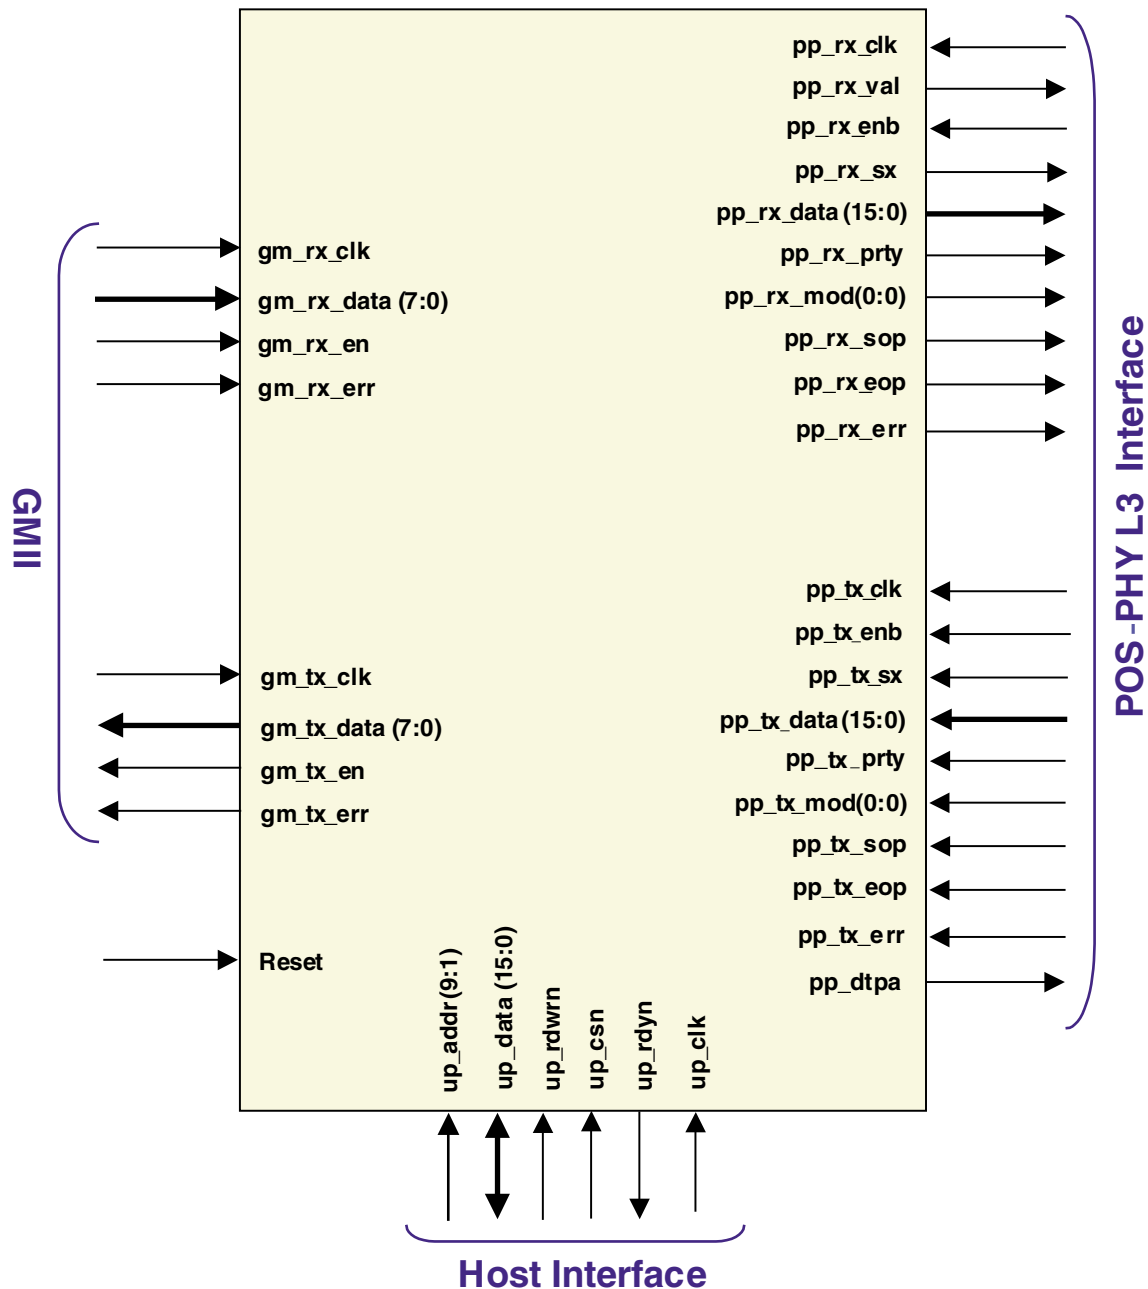 pp_rx_clk
pp_rx_val
pp_rx_enb
pp_rx_sx
pp_rx_data (15:0)
pp_rx_prty
pp_rx_mod(0:0)
pp_rx_sop
pp_rx_eop
pp_rx_err
gm_rx_clk
gm_rx_data (7:0)
gm_rx_en
gm_rx_err
GMII
POS-PHY L3 Interface
pp_tx_clk
pp_tx_enb
pp_tx_sx
pp_tx_data (15:0)
pp_tx_prty
pp_tx_mod(0:0)
pp_tx_sop
pp_tx_eop
pp_tx_err
pp_dtpa
gm_tx_clk
gm_tx_data (7:0)
gm_tx_en
gm_tx_err
Reset
up_addr (9:1)
up_data (15:0)
up_rdwrn
up_csn
up_rdyn
up_clk
Host Interface